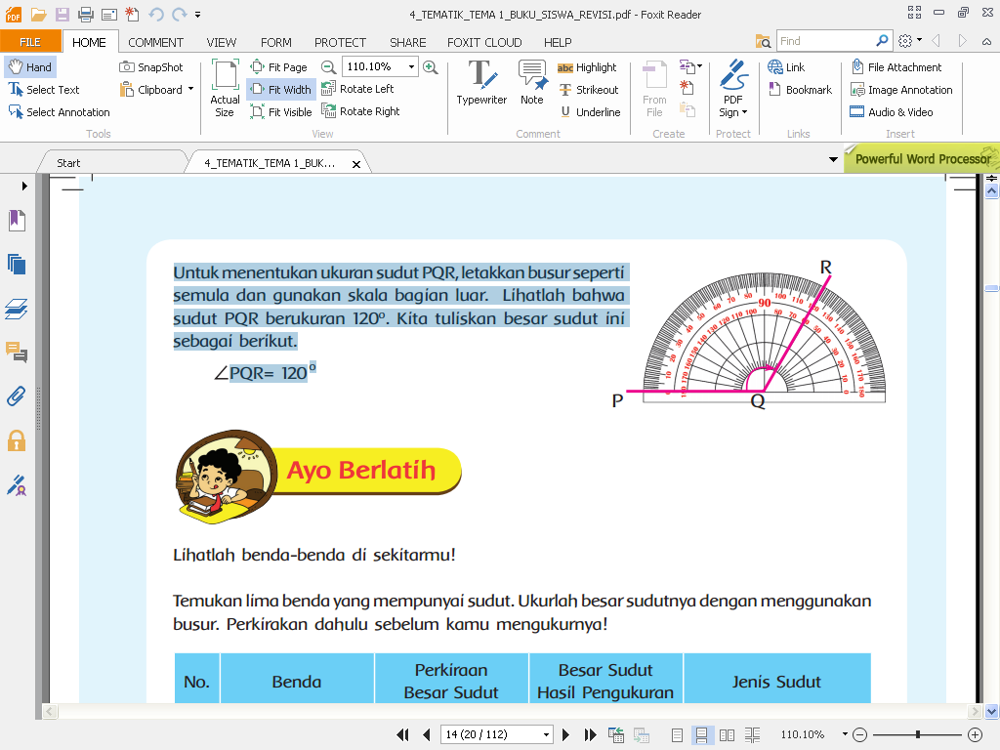 4_TEMATIK_TEMA 1_BUKU_SISWA_REVISI.pdf - Foxit Reader
FILE HOME COMMENT VIEW FORM PROTECT SHARE FOXIT CLOUD HELP Find
Hand
Select Text
Select Annotation
SnapShot
Clipboard
Tools
Actual Size
Fit Page
Fit Width
Fit Visible
110.10%
Rotate Left
Rotate Right
View
Typewriter
Note
Highlight
Strikeout
Underline
Comment
From File
Create
PDF Sign
Protect
Link
Bookmark
Links
File Attachment
Image Annotation
Audio & Video
Insert
Start
4_TEMATIK_TEMA 1_BUK...
Powerful Word Processor
Untuk menentukan ukuran sudut PQR, letakkan busur seperti
semula dan gunakan skala bagian luar. Lihatlah bahwa
sudut PQR berukuran 120º. Kita tuliskan besar sudut ini
sebagai berikut.
∠PQR= 120º
R
90
P
Q
Ayo Berlatih
Lihatlah benda-benda di sekitarmu!
Temukan lima benda yang mempunyai sudut. Ukurlah besar sudutnya dengan menggunakan
busur. Perkirakan dahulu sebelum kamu mengukurnya!
No.
Benda
Perkiraan
Besar Sudut
Besar Sudut
Hasil Pengukuran
Jenis Sudut
14 (20 / 112)
110.10%